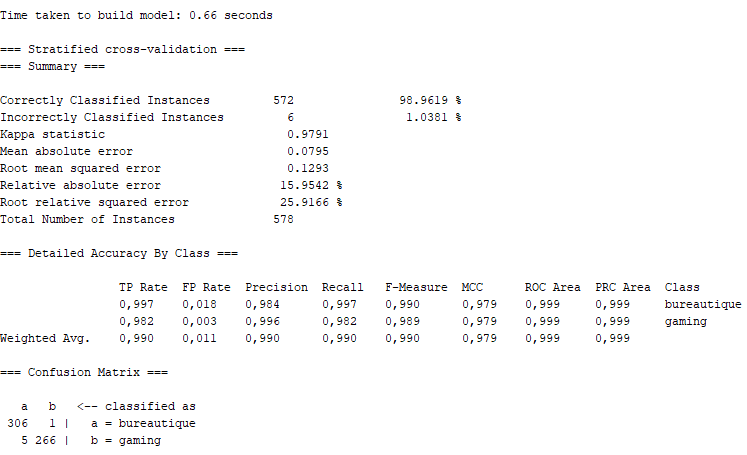 Time taken to build model: 0.66 seconds
=== Stratified cross-validation ===
=== Summary ===
Correctly Classified Instances 572 98.9619 %
Incorrectly Classified Instances 6 1.0381 %
Kappa statistic 0.9791
Mean absolute error 0.0795
Root mean squared error 0.1293
Relative absolute error 15.9542 %
Root relative squared error 25.9166 %
Total Number of Instances 578
=== Detailed Accuracy By Class ===
TP Rate FP Rate Precision Recall F-Measure MCC ROC Area PRC Area Class
0,997 0,018 0,984 0,997 0,990 0,979 0,999 0,999 bureautique
0,982 0,003 0,996 0,982 0,989 0,979 0,999 0,999 gaming
Weighted Avg. 0,990 0,011 0,990 0,990 0,990 0,979 0,999 0,999
=== Confusion Matrix ===
a b <-- classified as
306 1 | a = bureautique
5 266 | b = gaming